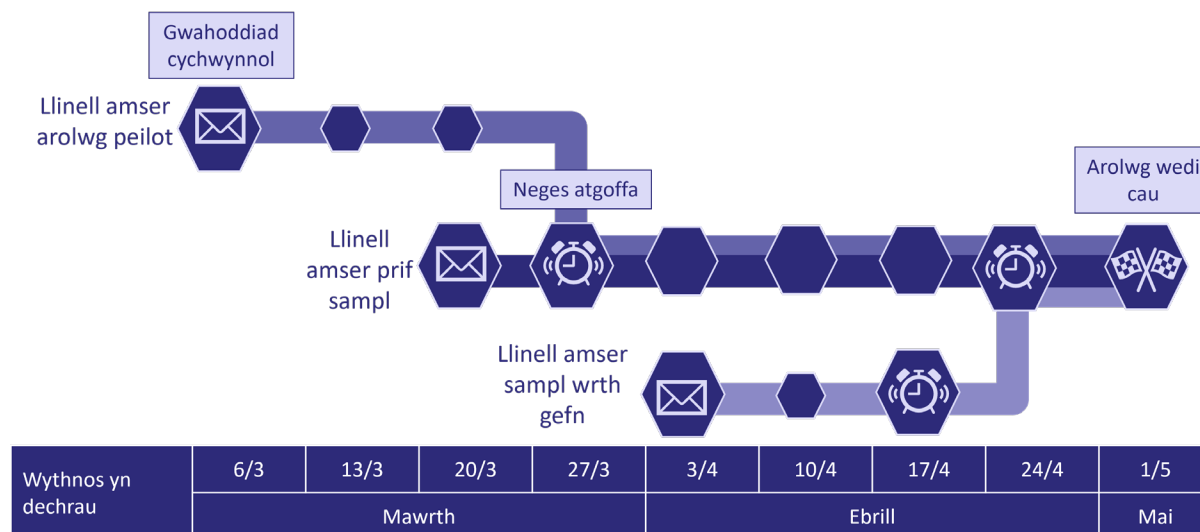 Gwahoddiad
cychwynnol
Llinell amser
arolwg peilot
Neges atgoffa
Arolwg wedi
cau
Llinell
amser prif
sampl
Llinell amser
sampl wrth
gefn
Wythnos yn
dechrau
6/3 13/3 20/3 27/3 3/4 10/4 17/4 24/4 1/5
Mawrth Ebrill Mai